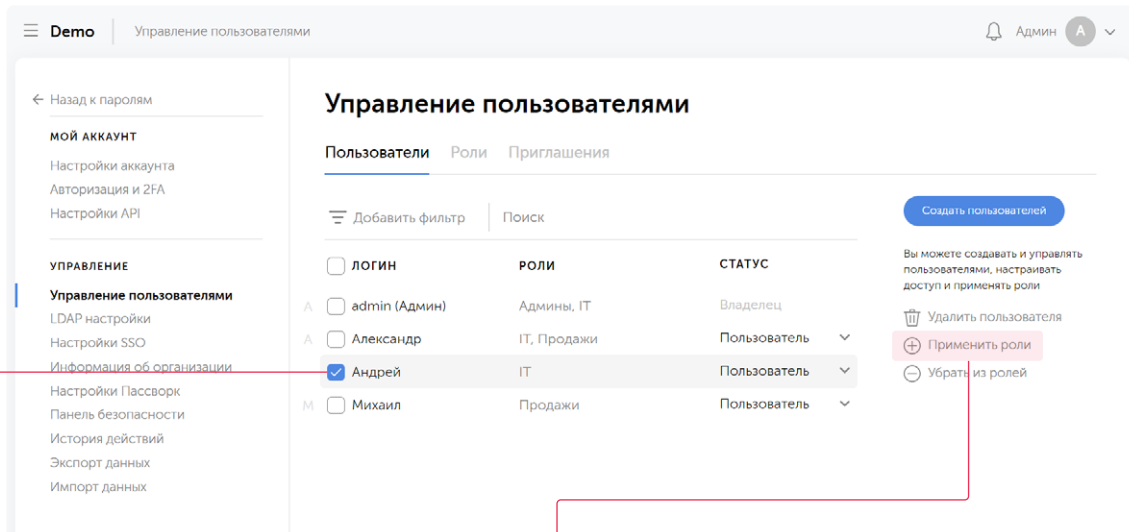 Demo
Управление пользователями
Админ
A
Назад к паролям
МОЙ АККАУНТ
Настройки аккаунта
Авторизация и 2FA
Настройки API
УПРАВЛЕНИЕ
Управление пользователями
LDAP настройки
Настройки SSO
Информация об организации
Настройки Пассворк
Панель безопасности
История действий
Экспорт данных
Импорт данных
Управление пользователями
Пользователи Роли Приглашения
Добавить фильтр Поиск
ЛОГИН РОЛИ СТАТУС
A admin (Админ) Админы, IT Владелец
A Александр IT, Продажи Пользователь
Андрей IT Пользователь
М Михаил Продажи Пользователь
Создать пользователей
Вы можете создавать и управлять
пользователями, настраивать
доступ и применять роли
Удалить пользователя
Применить роли
Убрать из ролей